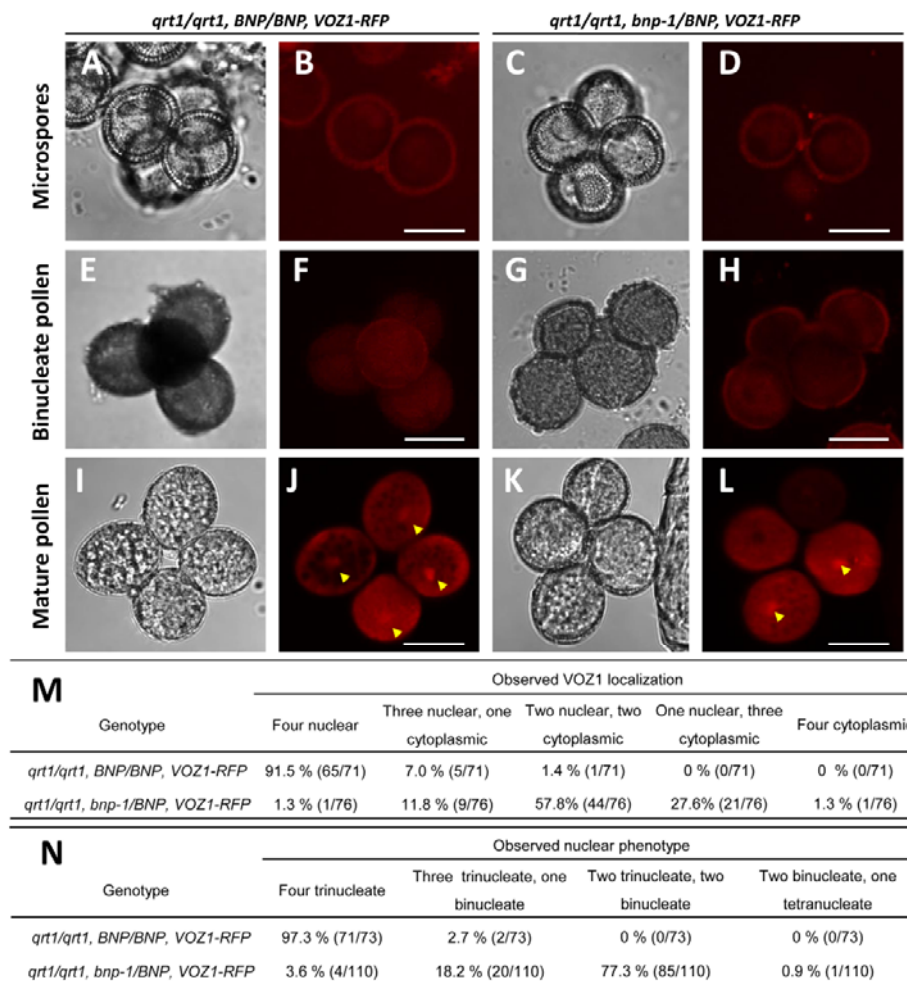 qrt1/qrt1, BNP/BNP, VOZ1-RFP
qrt1/qrt1, bnp-1/BNP, VOZ1-RFP
Microspores
A
B
C
D
Binucleate pollen
E
F
G
H
Mature pollen
I
J
K
L
M
Observed VOZ1 localization
Genotype
Four nuclear
Three nuclear, one
cytoplasmic
Two nuclear, two
cytoplasmic
One nuclear, three
cytoplasmic
Four cytoplasmic
qrt1/qrt1, BNP/BNP, VOZ1-RFP 91.5 % (65/71) 7.0 % (5/71) 1.4 % (1/71) 0 % (0/71) 0 % (0/71)
qrt1/qrt1, bnp-1/BNP, VOZ1-RFP 1.3 % (1/76) 11.8 % (9/76) 57.8% (44/76) 27.6% (21/76) 1.3 % (1/76)
N
Observed nuclear phenotype
Genotype
Four trinucleate
Three trinucleate, one
binucleate
Two trinucleate, two
binucleate
Two binucleate, one
tetranucleate
qrt1/qrt1, BNP/BNP, VOZ1-RFP 97.3 % (71/73) 2.7 % (2/73) 0 % (0/73) 0 % (0/73)
qrt1/qrt1, bnp-1/BNP, VOZ1-RFP 3.6 % (4/110) 18.2 % (20/110) 77.3 % (85/110) 0.9 % (1/110)